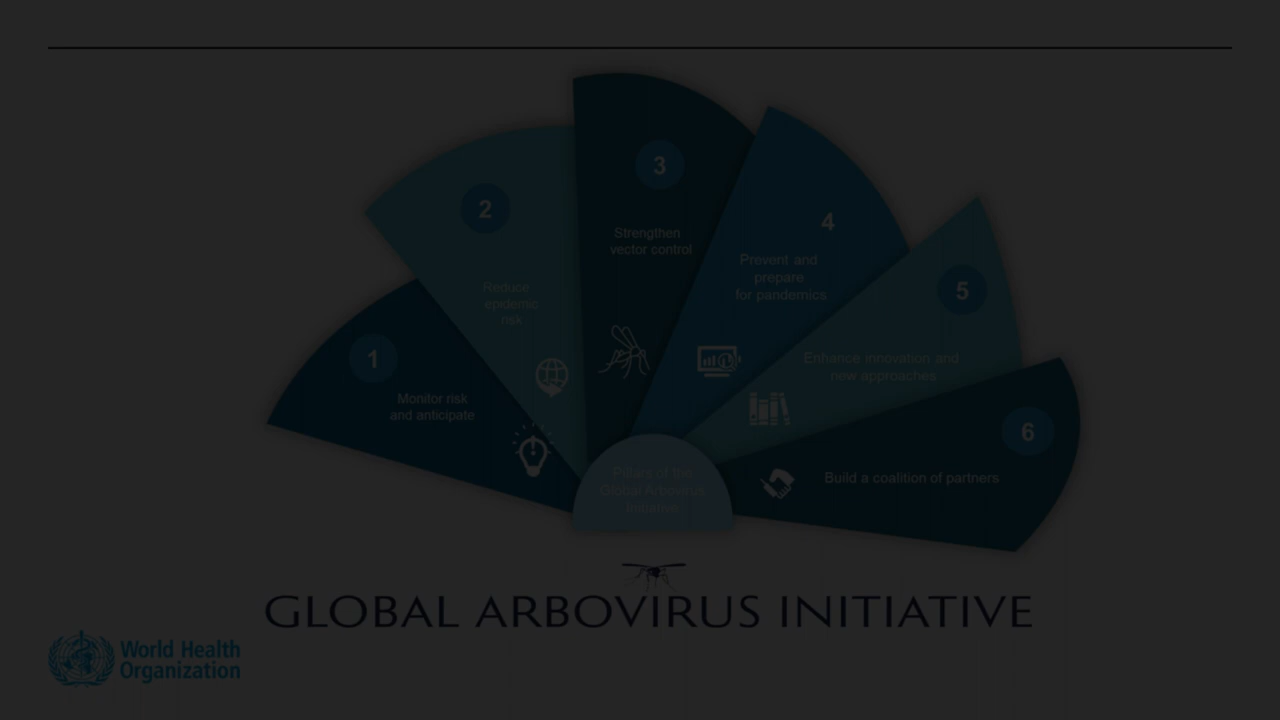 1
Monitor risk
and anticipate
2
Reduce
epidemic
risk
3
Strengthen
vector control
4
Prevent and
prepare
for pandemics
5
Enhance innovation and
new approaches
6
Build a coalition of partners
Pillars of the
Global Arbovirus
Initiative
GLOBAL ARBOVIRUS INITIATIVE
World Health
Organization